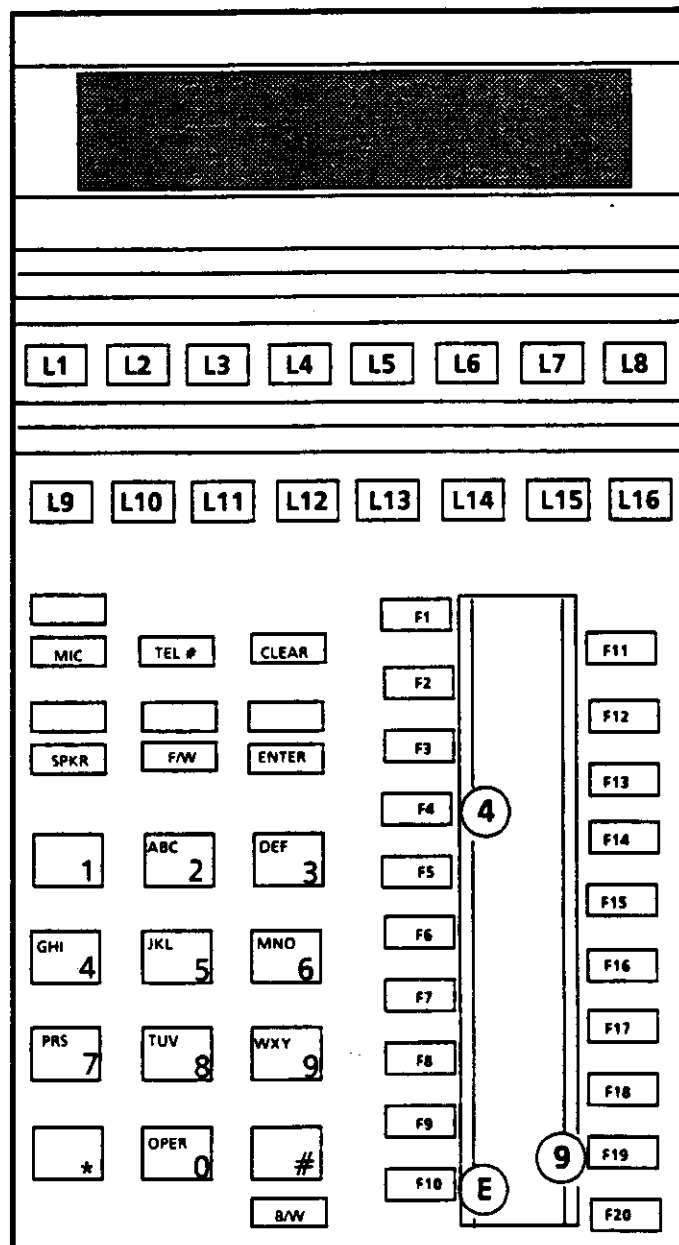 L1 L2 L3 L4 L5 L6 L7 L8
L9 L10 L11 L12 L13 L14 L15 L16
F1
MIC TEL # CLEAR F11
F2
F12
F3
SPKR F/W ENTER
F13
F4 4
F14
ABC DEF
1 2 3
F5
F15
F6
GHI JKL MNO
4 5 6
F16
F7
F17
PRS TUV WXY
7 8 9
F8
F18
F9
OPER
* 0 #
9 F19
F10 E
B/W F20